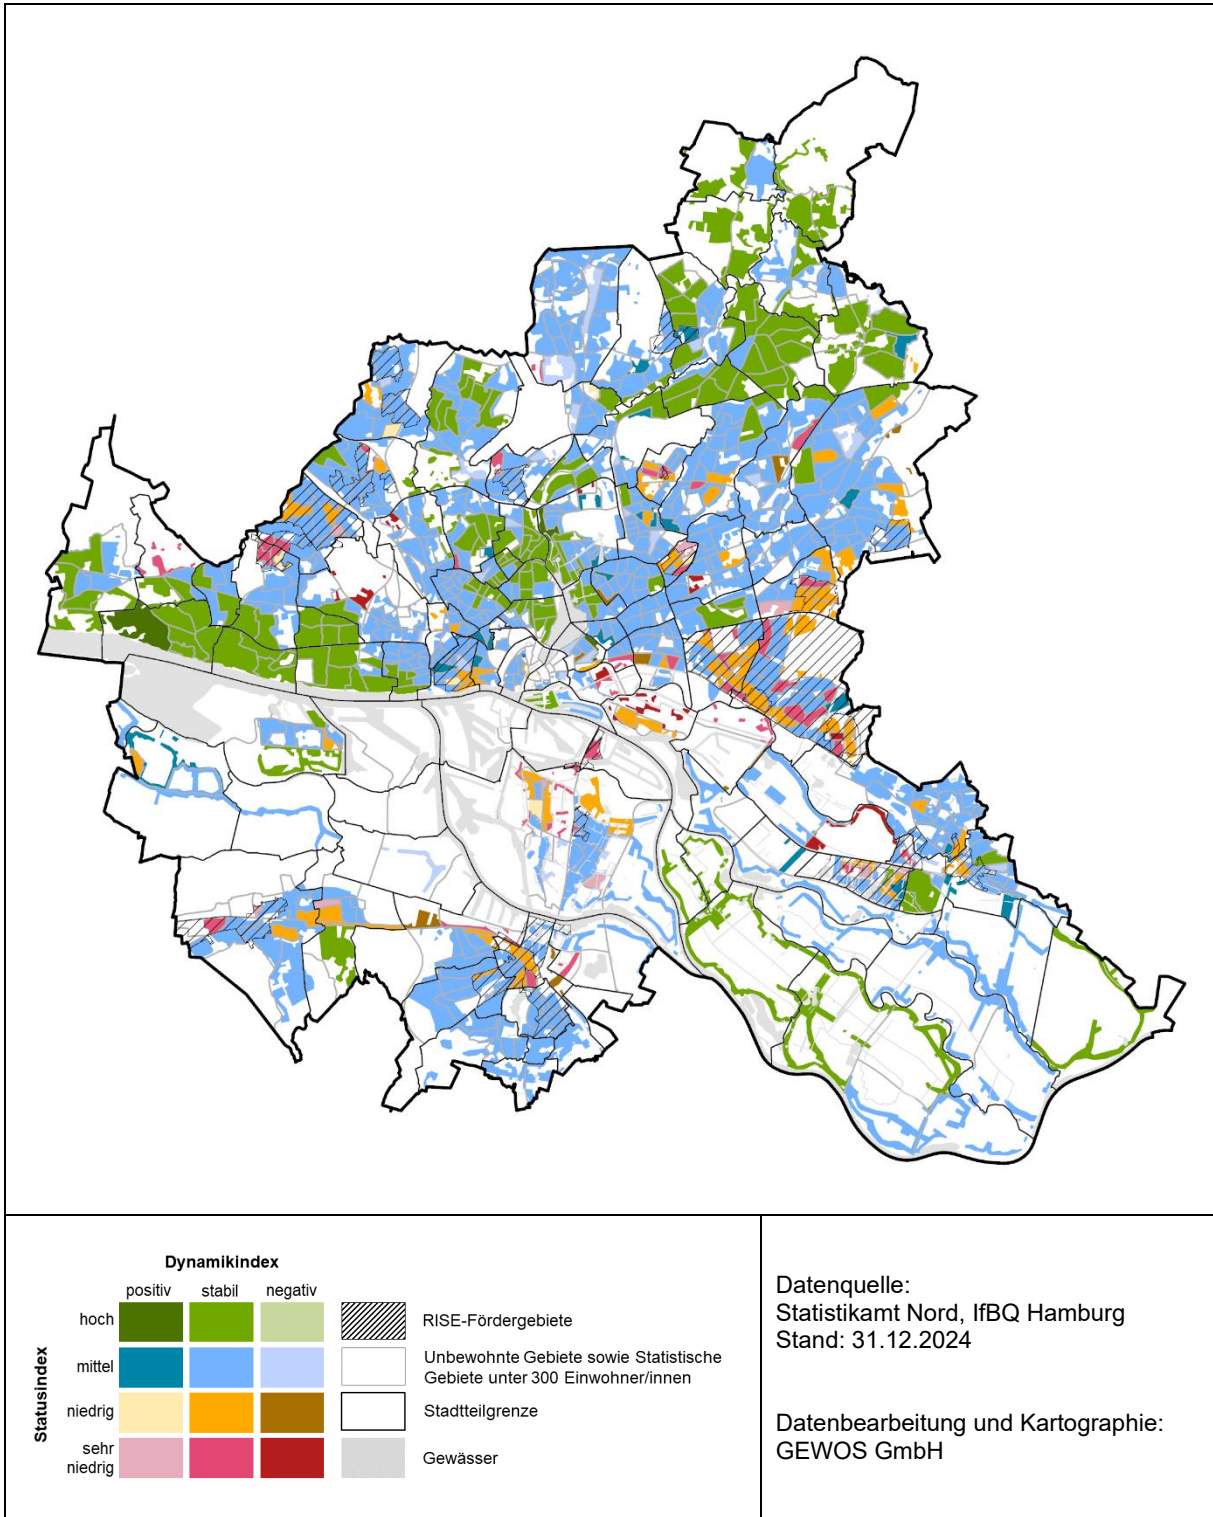 Dynamikindex
positiv stabil negativ
Statusindex
hoch
mittel
niedrig
sehr
niedrig
RISE-Fördergebiete
Unbewohnte Gebiete sowie Statistische
Gebiete unter 300 Einwohner/innen
Stadtteilgrenze
Gewässer
Datenquelle:
Statistikamt Nord, IfBQ Hamburg
Stand: 31.12.2024
Datenbearbeitung und Kartographie:
GEWOS GmbH